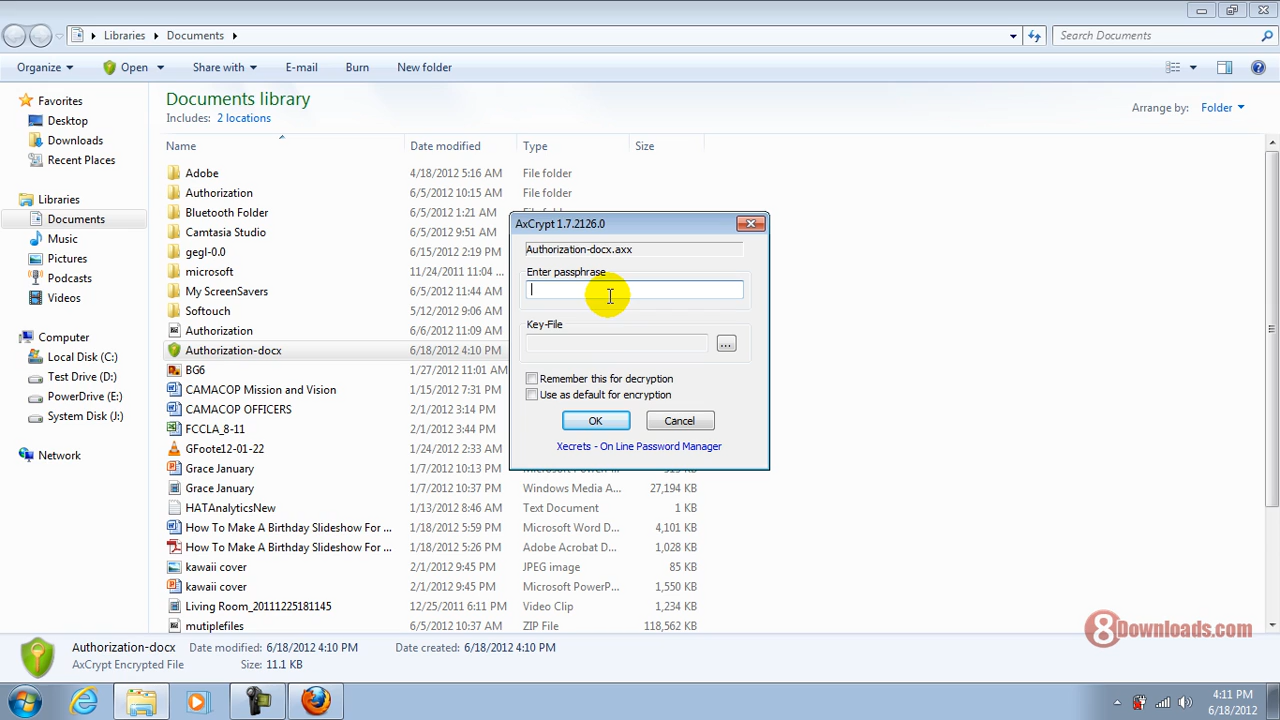 Libraries Documents
Search Documents
Organize Open Share with E-mail Burn New folder
Favorites
Desktop
Downloads
Recent Places
Libraries
Documents
Music
Pictures
Podcasts
Videos
Computer
Local Disk (C:)
Test Drive (D:)
PowerDrive (E:)
System Disk (J:)
Network
Documents library
Includes: 2 locations
Arrange by: Folder
Name Date modified Type Size
Adobe 4/18/2012 5:16 AM File folder
Authorization 6/5/2012 10:15 AM File folder
Bluetooth Folder 6/5/2012 1:21 AM
Camtasia Studio 6/5/2012 9:51 AM
gegl-0.0 6/15/2012 2:19 PM
microsoft 11/24/2011 11:04 ...
My ScreenSavers 6/5/2012 11:44 AM
Softouch 5/12/2012 9:06 AM
Authorization 6/6/2012 11:09 AM
Authorization-docx 6/18/2012 4:10 PM
BG6 1/27/2012 11:01 AM
CAMACOP Mission and Vision 1/15/2012 7:31 PM
CAMACOP OFFICERS 2/1/2012 3:14 PM
FCCLA_8-11 2/1/2012 3:44 PM
GFoote12-01-22 1/24/2012 2:33 AM
Grace January 1/7/2012 10:13 PM
Grace January 1/7/2012 10:37 PM Windows Media A... 27,194 KB
HATAnalyticsNew 1/13/2012 8:46 AM Text Document 1 KB
How To Make A Birthday Slideshow For ... 1/18/2012 5:59 PM Microsoft Word D... 4,101 KB
How To Make A Birthday Slideshow For ... 1/18/2012 5:26 PM Adobe Acrobat D... 1,028 KB
kawaii cover 2/1/2012 9:45 PM JPEG image 85 KB
kawaii cover 2/1/2012 9:45 PM Microsoft PowerP... 1,550 KB
Living Room_20111225181145 12/25/2011 6:11 PM Video Clip 1,234 KB
mutiplefiles 6/5/2012 10:45 AM ZIP File 118,562 KB
AxCrypt 1.7.2126.0
Authorization-docx.axx
Enter passphrase
Key-File
...
Remember this for decryption
Use as default for encryption
OK Cancel
Xecrets - On Line Password Manager
8Downloads.com
Authorization-docx Date modified: 6/18/2012 4:10 PM Date created: 6/18/2012 4:10 PM
AxCrypt Encrypted File Size: 11.1 KB
4:11 PM
6/18/2012